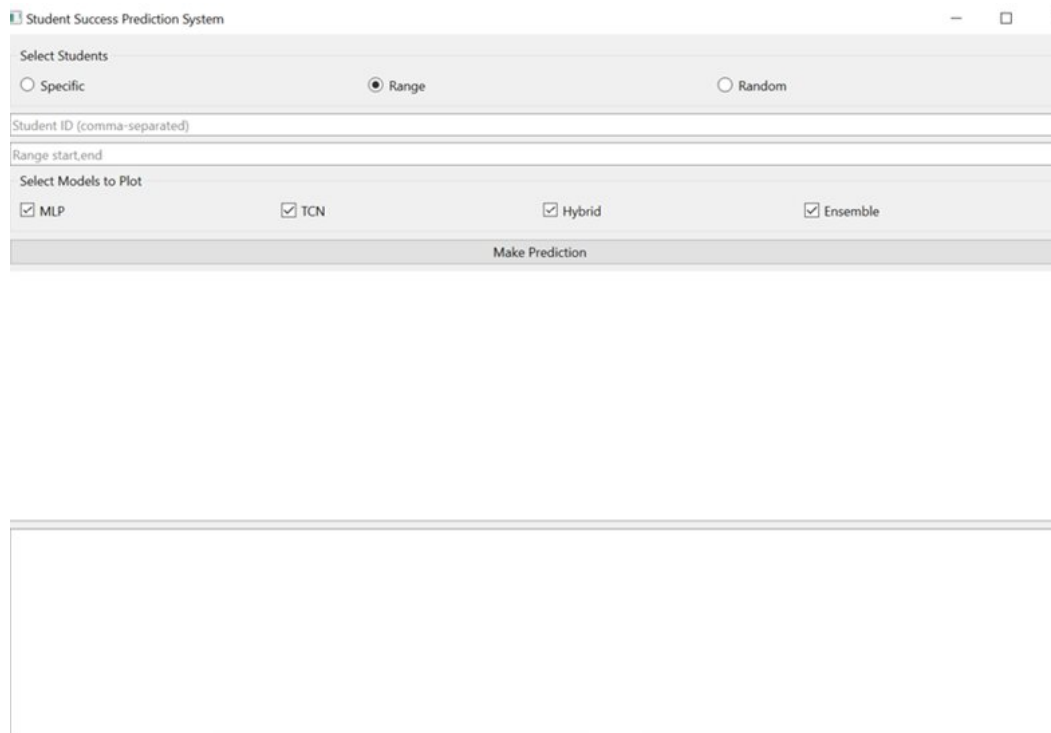 Student Success Prediction System
Select Students
Specific Range Random
Student ID (comma-separated)
Range start,end
Select Models to Plot
MLP TCN Hybrid Ensemble
Make Prediction